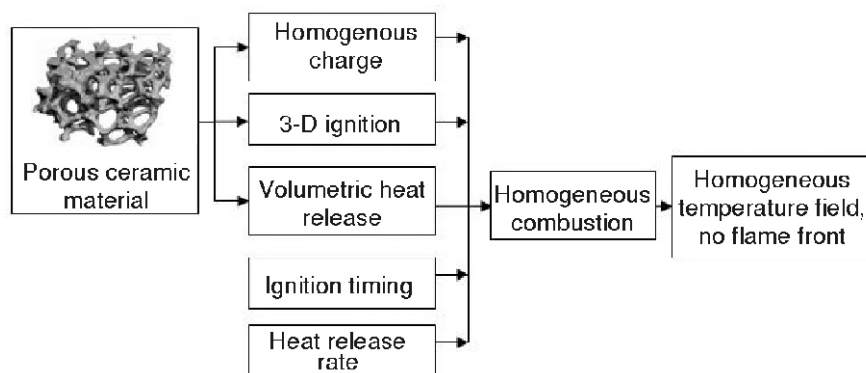 Porous ceramic
material
Homogenous
charge
3-D ignition
Volumetric heat
release
Ignition timing
Heat release
rate
Homogeneous
combustion
Homogeneous
temperature field,
no flame front